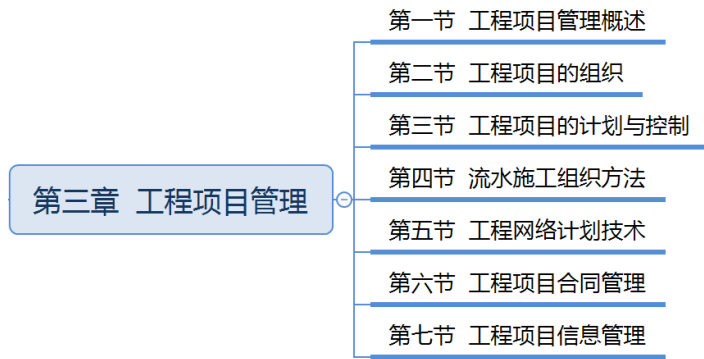 第三章 工程项目管理
第一节 工程项目管理概述
第二节 工程项目的组织
第三节 工程项目的计划与控制
第四节 流水施工组织方法
第五节 工程网络计划技术
第六节 工程项目合同管理
第七节 工程项目信息管理